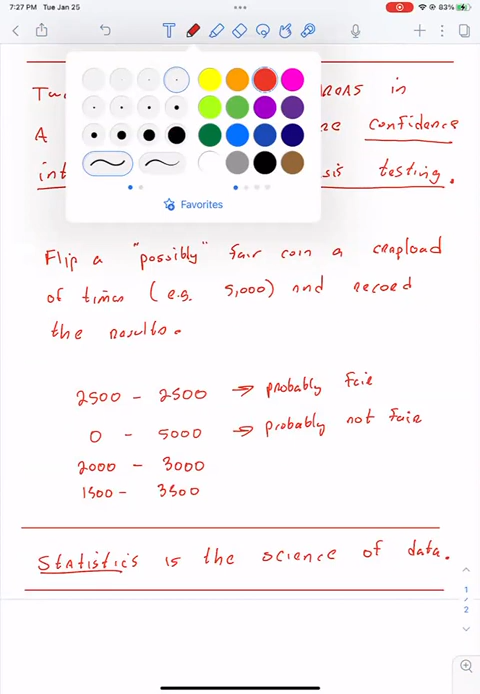 7:27 PM Tue Jan 25
83%
in
A confidence
testing.
Favorites
Flip a "possibly" fair coin a crapload
of times (e.g. 5,000) and record
the results.
2500 - 2500 → probably fair
0 - 5000 → probably not fair
2000 - 3000
1500 - 3500
Statistics is the science of data.
1
2